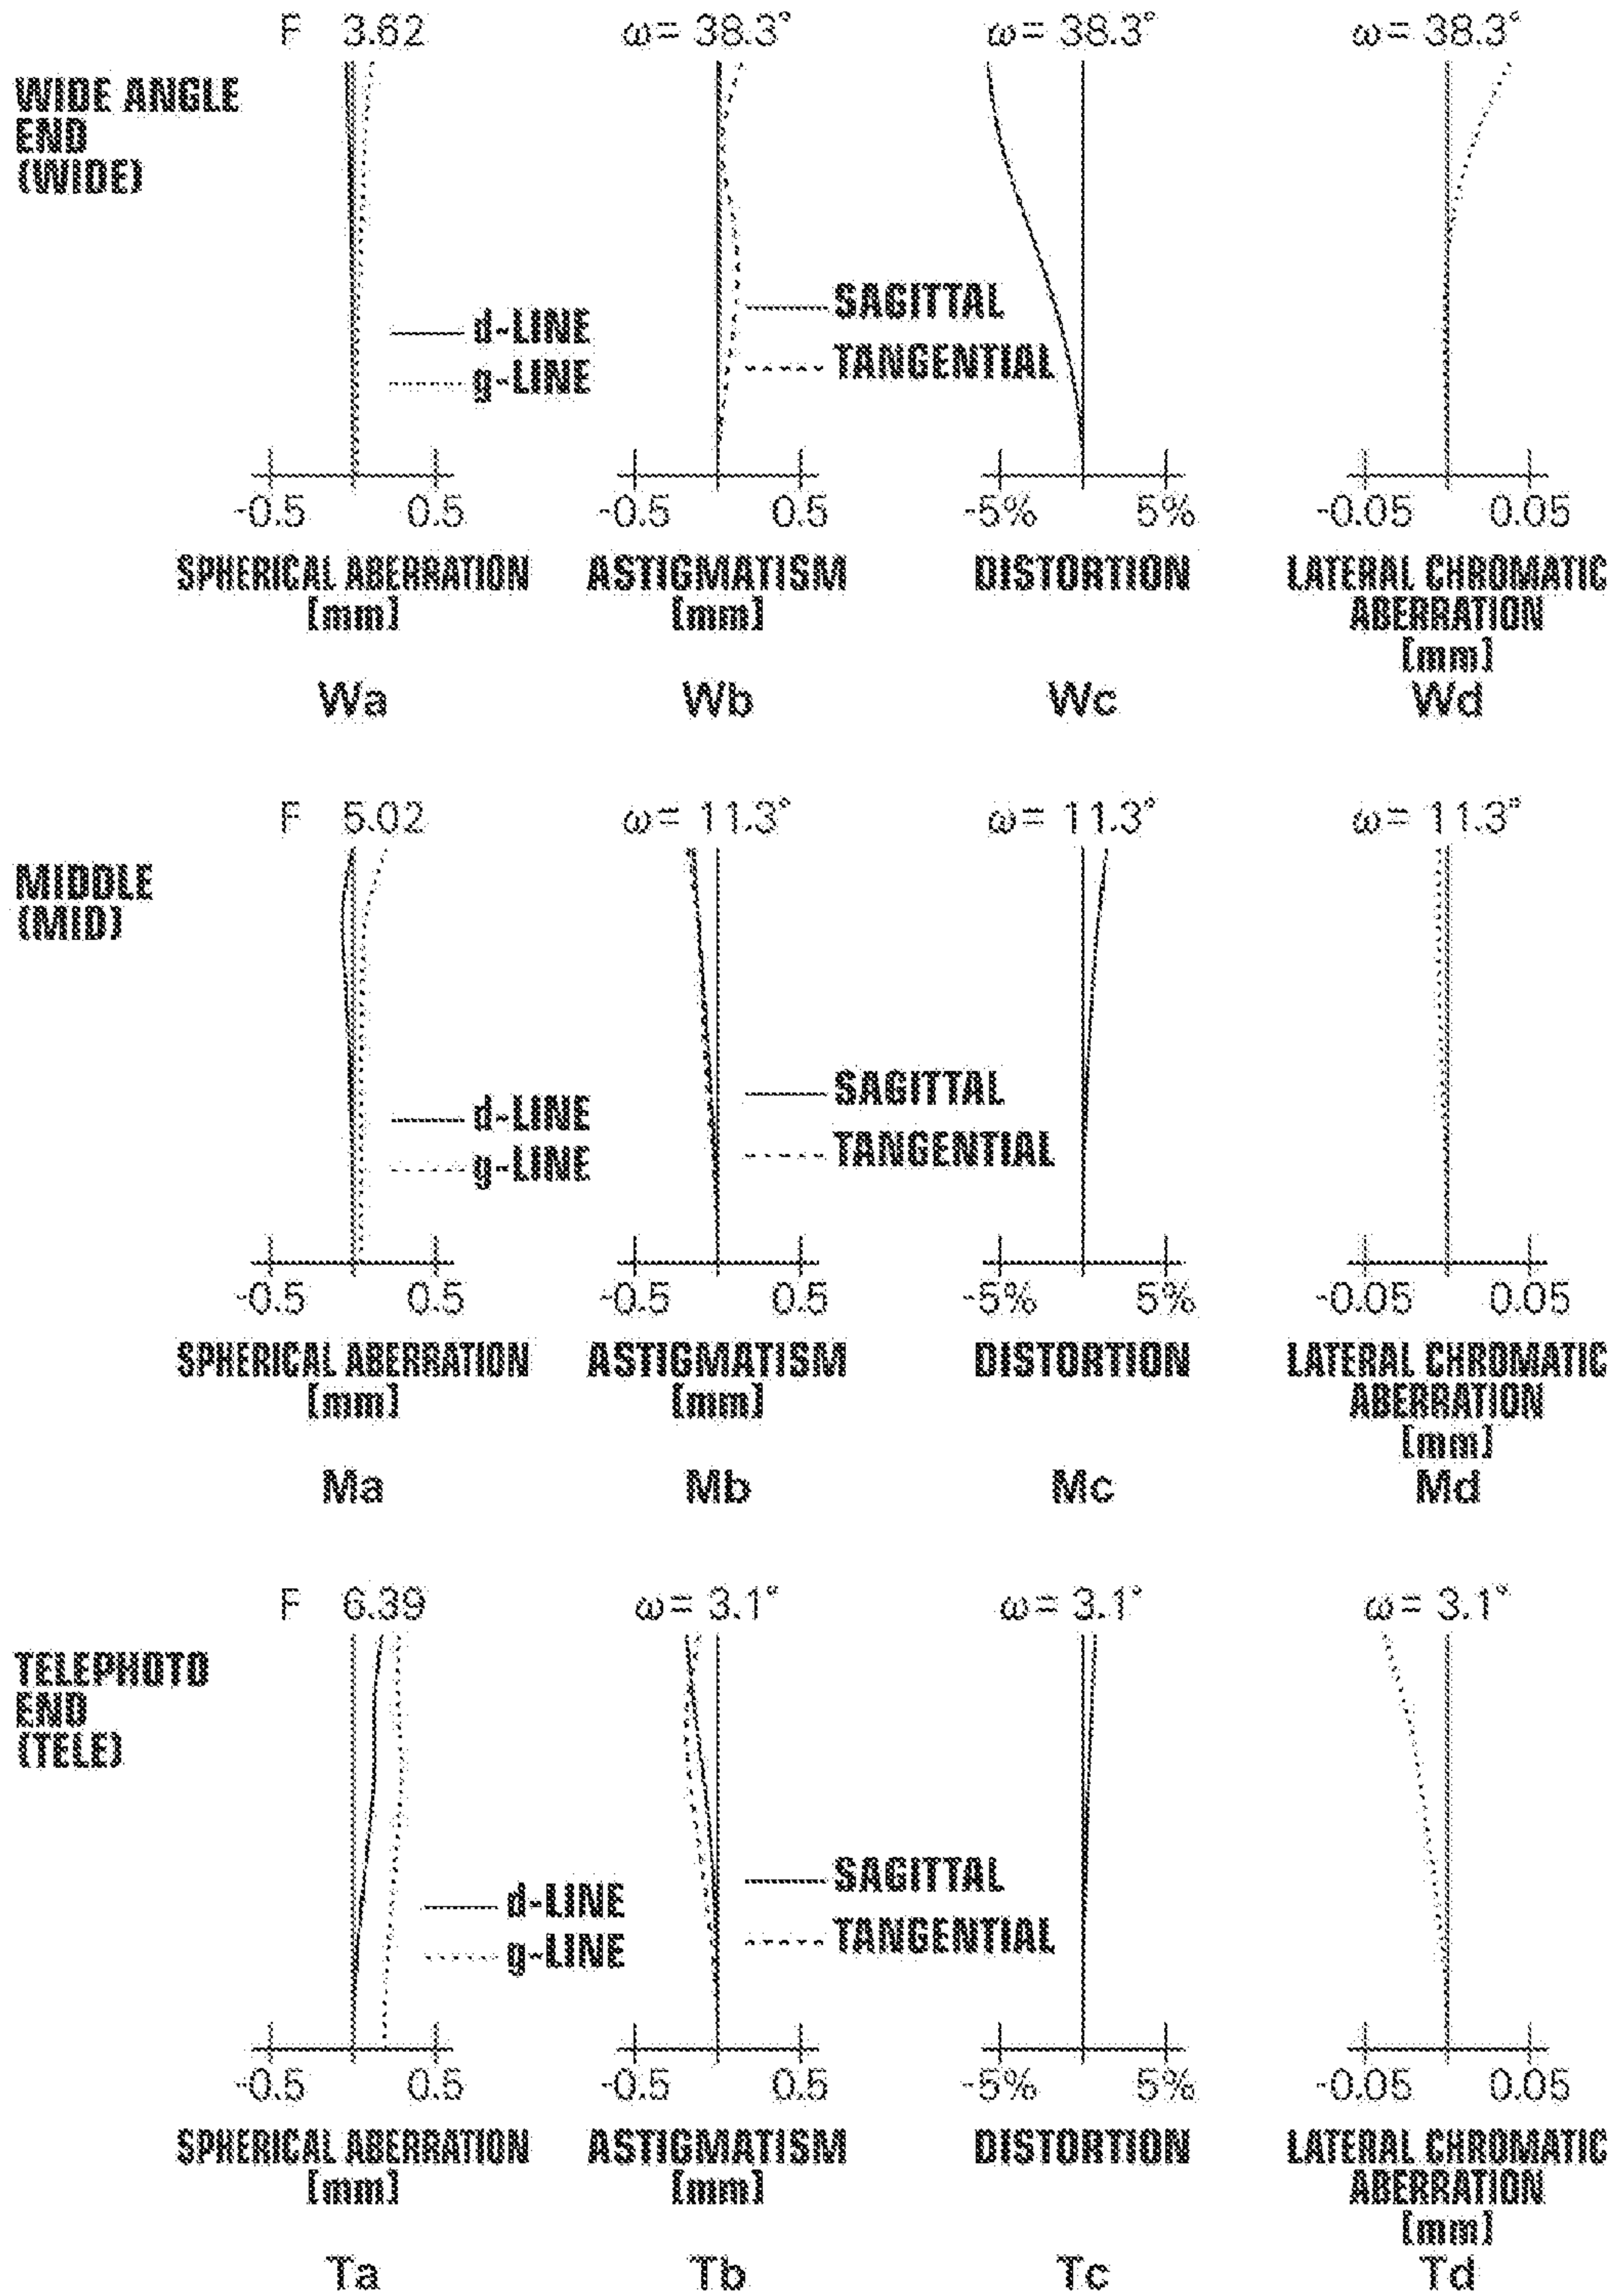 F 3.62
ω= 38.3°
ω= 38.3°
ω= 38.3°
WIDE ANGLE
END
(WIDE)
d-LINE
g-LINE
SAGITTAL
TANGENTIAL
-0.5 0.5
-0.5 0.5
-5% 5%
-0.05 0.05
SPHERICAL ABERRATION
[mm]
ASTIGMATISM
[mm]
DISTORTION
LATERAL CHROMATIC
ABERRATION
[mm]
Wa
Wb
Wc
Wd
F 5.02
ω= 11.3°
ω= 11.3°
ω= 11.3°
MIDDLE
(MID)
d-LINE
g-LINE
SAGITTAL
TANGENTIAL
-0.5 0.5
-0.5 0.5
-5% 5%
-0.05 0.05
SPHERICAL ABERRATION
[mm]
ASTIGMATISM
[mm]
DISTORTION
LATERAL CHROMATIC
ABERRATION
[mm]
Ma
Mb
Mc
Md
F 6.39
ω= 3.1°
ω= 3.1°
ω= 3.1°
TELEPHOTO
END
(TELE)
d-LINE
g-LINE
SAGITTAL
TANGENTIAL
-0.5 0.5
-0.5 0.5
-5% 5%
-0.05 0.05
SPHERICAL ABERRATION
[mm]
ASTIGMATISM
[mm]
DISTORTION
LATERAL CHROMATIC
ABERRATION
[mm]
Ta
Tb
Tc
Td